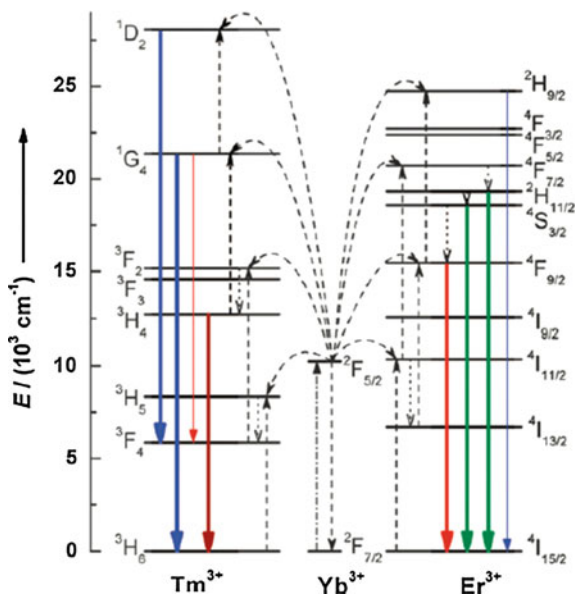 E / (10³ cm⁻¹)
25
20
15
10
5
0
¹D₂
¹G₄
³F₂
³F₃
³H₄
³H₅
³F₄
³H₆
²F₅/₂
²F₇/₂
²H₉/₂
⁴F₃/₂
⁴F₅/₂
⁴F₇/₂
²H₁₁/₂
⁴S₃/₂
⁴F₉/₂
⁴I₉/₂
⁴I₁₁/₂
⁴I₁₃/₂
⁴I₁₅/₂
Tm³⁺
Yb³⁺
Er³⁺